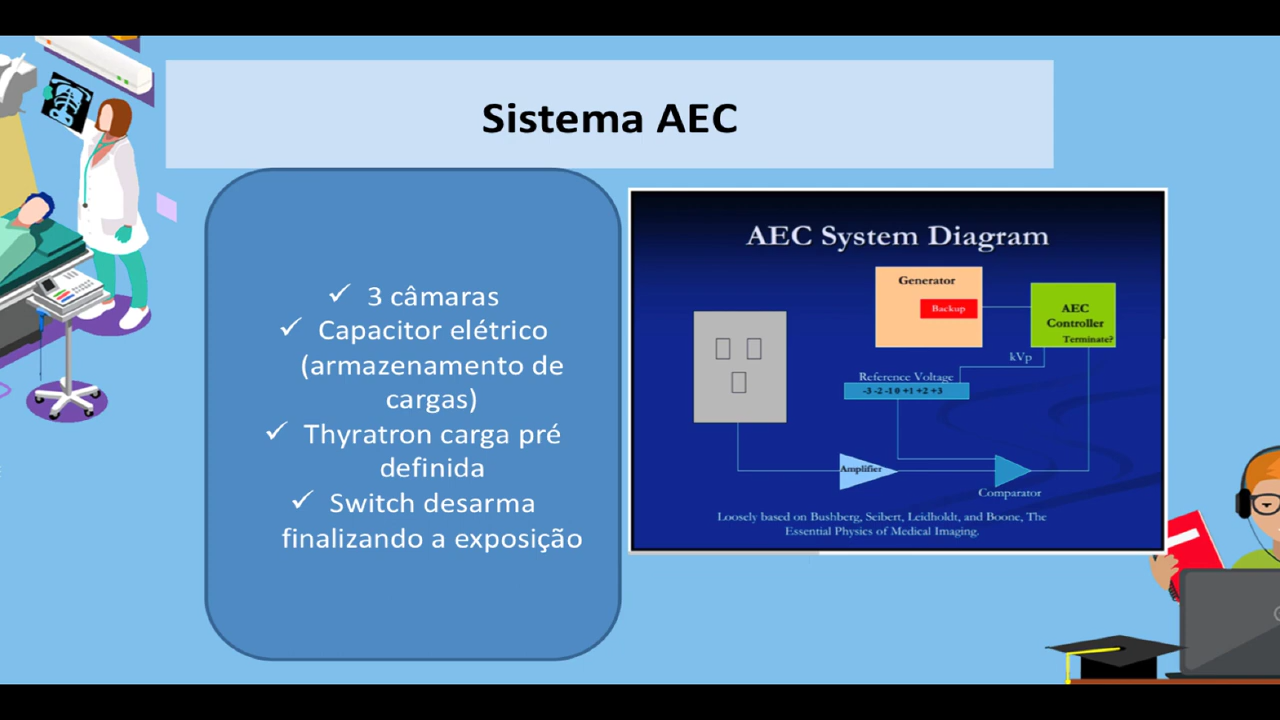 Sistema AEC
✓ 3 câmaras
✓ Capacitor elétrico
(armazenamento de
cargas)
✓ Thyratron carga pré
definida
✓ Switch desarma
finalizando a exposição
AEC System Diagram
Generator
Backup
AEC
Controller
Terminate?
kVp
Reference Voltage
-3 -2 -1 0 +1 +2 +3
Amplifier
Comparator
Loosely based on Bushberg, Seibert, Leidholdt, and Boone, The
Essential Physics of Medical Imaging.